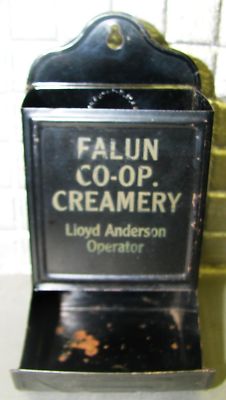 FALUN
CO-OP.
CREAMERY
Lloyd Anderson
Operator